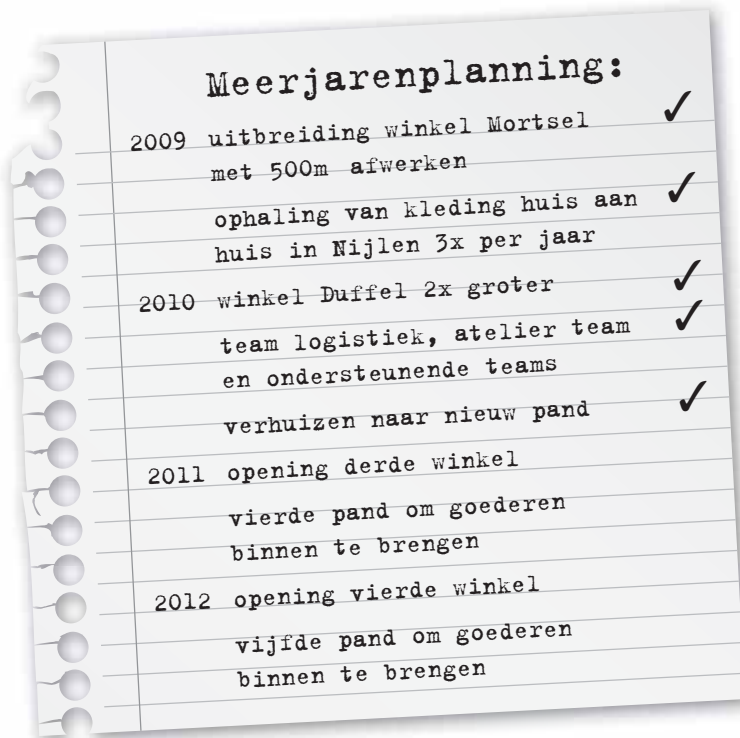 Meerjarenplanning:
2009 uitbreiding winkel Mortsel ✓
met 500m afwerken
ophaling van kleding huis aan ✓
huis in Nijlen 3x per jaar
2010 winkel Duffel 2x groter ✓
team logistiek, atelier team ✓
en ondersteunende teams
verhuizen naar nieuw pand ✓
2011 opening derde winkel
vierde pand om goederen
binnen te brengen
2012 opening vierde winkel
vijfde pand om goederen
binnen te brengen